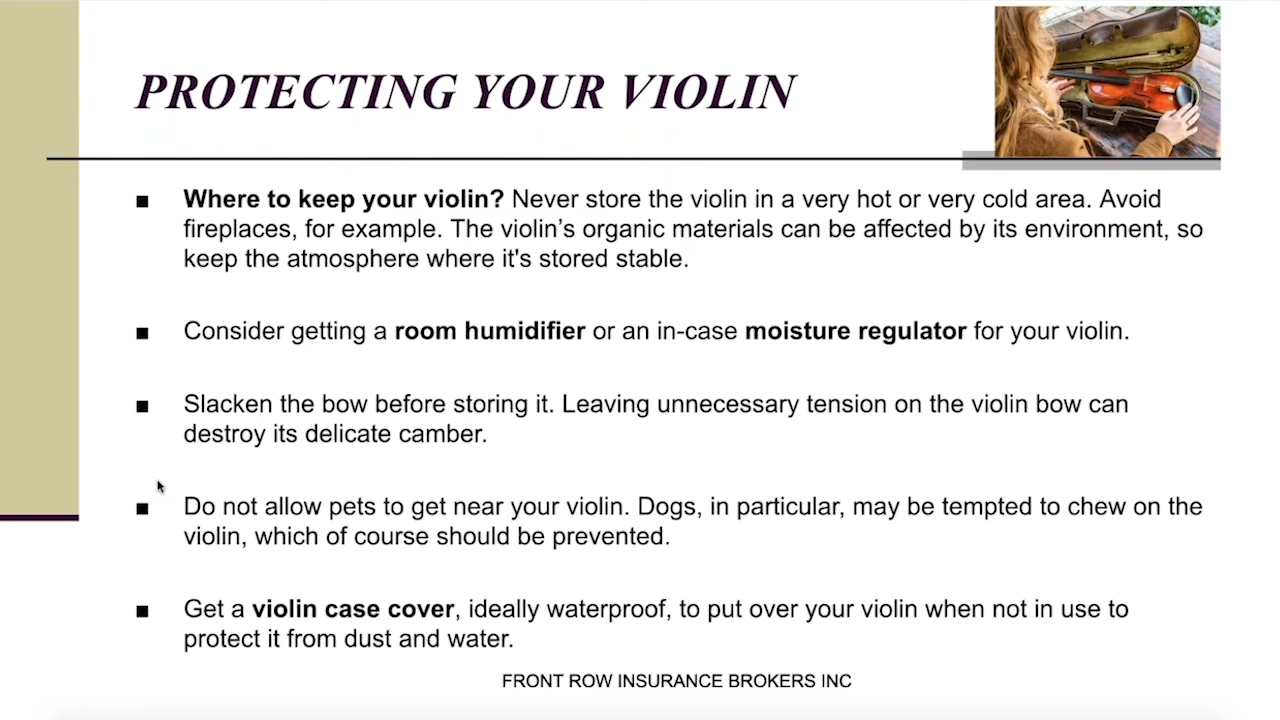 PROTECTING YOUR VIOLIN
■ Where to keep your violin? Never store the violin in a very hot or very cold area. Avoid
fireplaces, for example. The violin’s organic materials can be affected by its environment, so
keep the atmosphere where it's stored stable.
■ Consider getting a room humidifier or an in-case moisture regulator for your violin.
■ Slacken the bow before storing it. Leaving unnecessary tension on the violin bow can
destroy its delicate camber.
■ Do not allow pets to get near your violin. Dogs, in particular, may be tempted to chew on the
violin, which of course should be prevented.
■ Get a violin case cover, ideally waterproof, to put over your violin when not in use to
protect it from dust and water.
FRONT ROW INSURANCE BROKERS INC